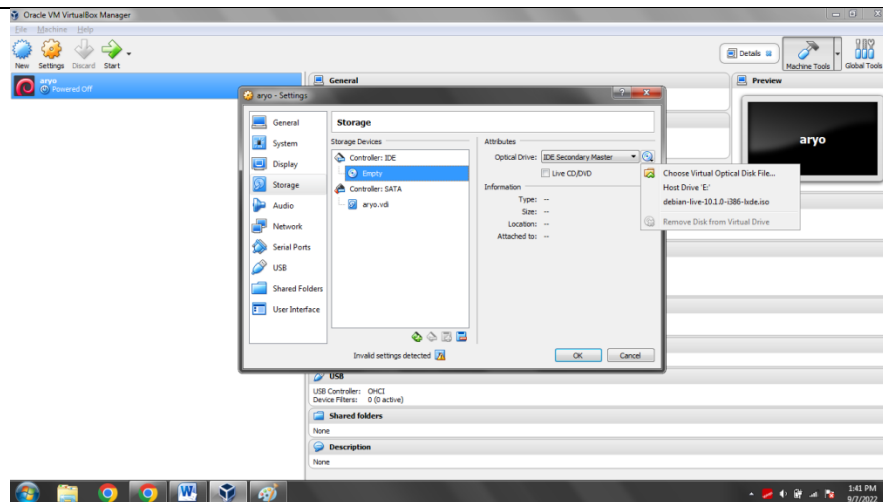 Oracle VM VirtualBox Manager
File Machine Help
New Settings Discard Start
Details
Machine Tools
Global Tools
aryo
Powered Off
General
Preview
aryo
aryo - Settings
General
System
Display
Storage
Audio
Network
Serial Ports
USB
Shared Folders
User Interface
Storage
Storage Devices
Controller: IDE
Empty
Controller: SATA
aryo.vdi
Attributes
Optical Drive: IDE Secondary Master
Live CD/DVD
Information
Type: --
Size: --
Location: --
Attached to: --
Choose Virtual Optical Disk File...
Host Drive 'E:'
debian-live-10.1.0-i386-lxde.iso
Remove Disk from Virtual Drive
Invalid settings detected
OK Cancel
USB
USB Controller: OHCI
Device Filters: 0 (0 active)
Shared folders
None
Description
None
1:41 PM
9/7/2022